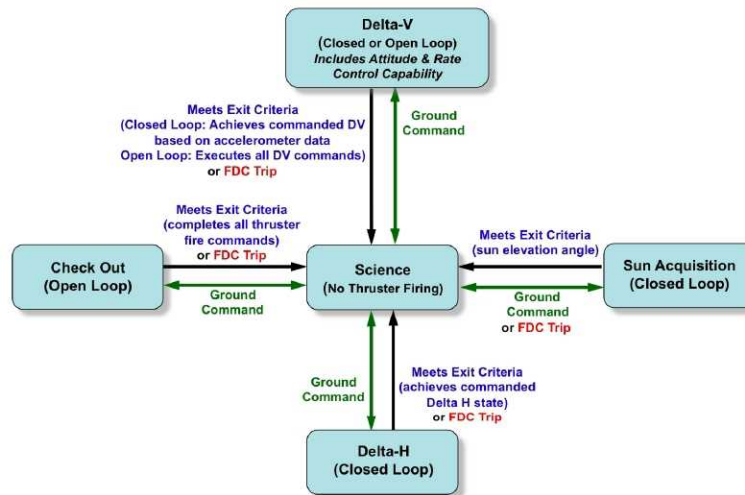 Delta-V
(Closed or Open Loop)
Includes Attitude & Rate
Control Capability
Meets Exit Criteria
(Closed Loop: Achieves commanded DV
based on accelerometer data
Open Loop: Executes all DV commands)
or FDC Trip
Ground
Command
Meets Exit Criteria
(completes all thruster
fire commands)
or FDC Trip
Meets Exit Criteria
(sun elevation angle)
Check Out
(Open Loop)
Science
(No Thruster Firing)
Sun Acquisition
(Closed Loop)
Ground
Command
Ground
Command
or FDC Trip
Ground
Command
Meets Exit Criteria
(achieves commanded
Delta H state)
or FDC Trip
Delta-H
(Closed Loop)